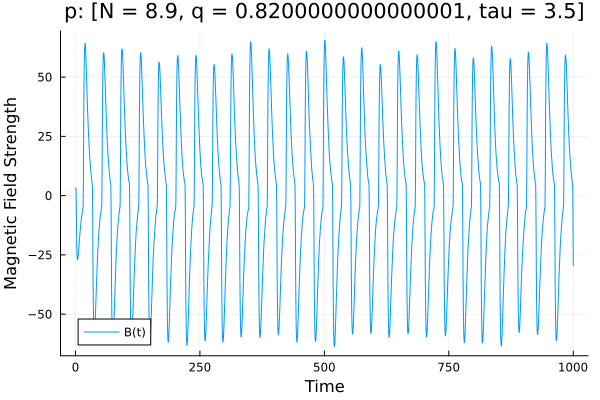 p: [N = 8.9, q = 0.8200000000000001, tau = 3.5]
Magnetic Field Strength
50
25
0
−25
−50
B(t)
0
250
500
750
1000
Time